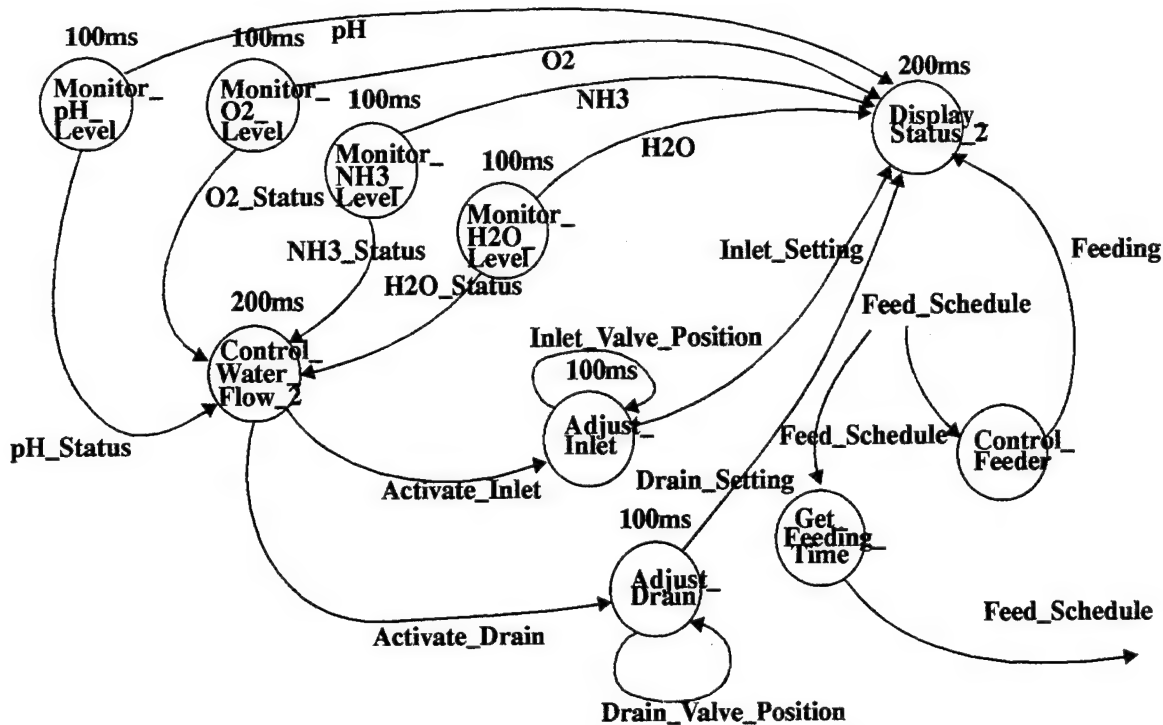 100ms
100ms
pH
O2
200ms
Monitor_
pH_
Level
Monitor_
O2_
Level
100ms
NH3
Display_
Status_2
Monitor_
NH3_
Level_
100ms
H2O
O2_Status
Monitor_
H2O_
Level_
NH3_Status
Inlet_Setting
Feeding
H2O_Status
200ms
Feed_Schedule
Control_
Water_
Flow_2
Inlet_Valve_Position
100ms
Adjust_
Inlet
Feed_Schedule
Control_
Feeder
pH_Status
Activate_Inlet
Drain_Setting
100ms
Get_
Feeding_
Time
Adjust_
Drain
Feed_Schedule
Activate_Drain
Drain_Valve_Position